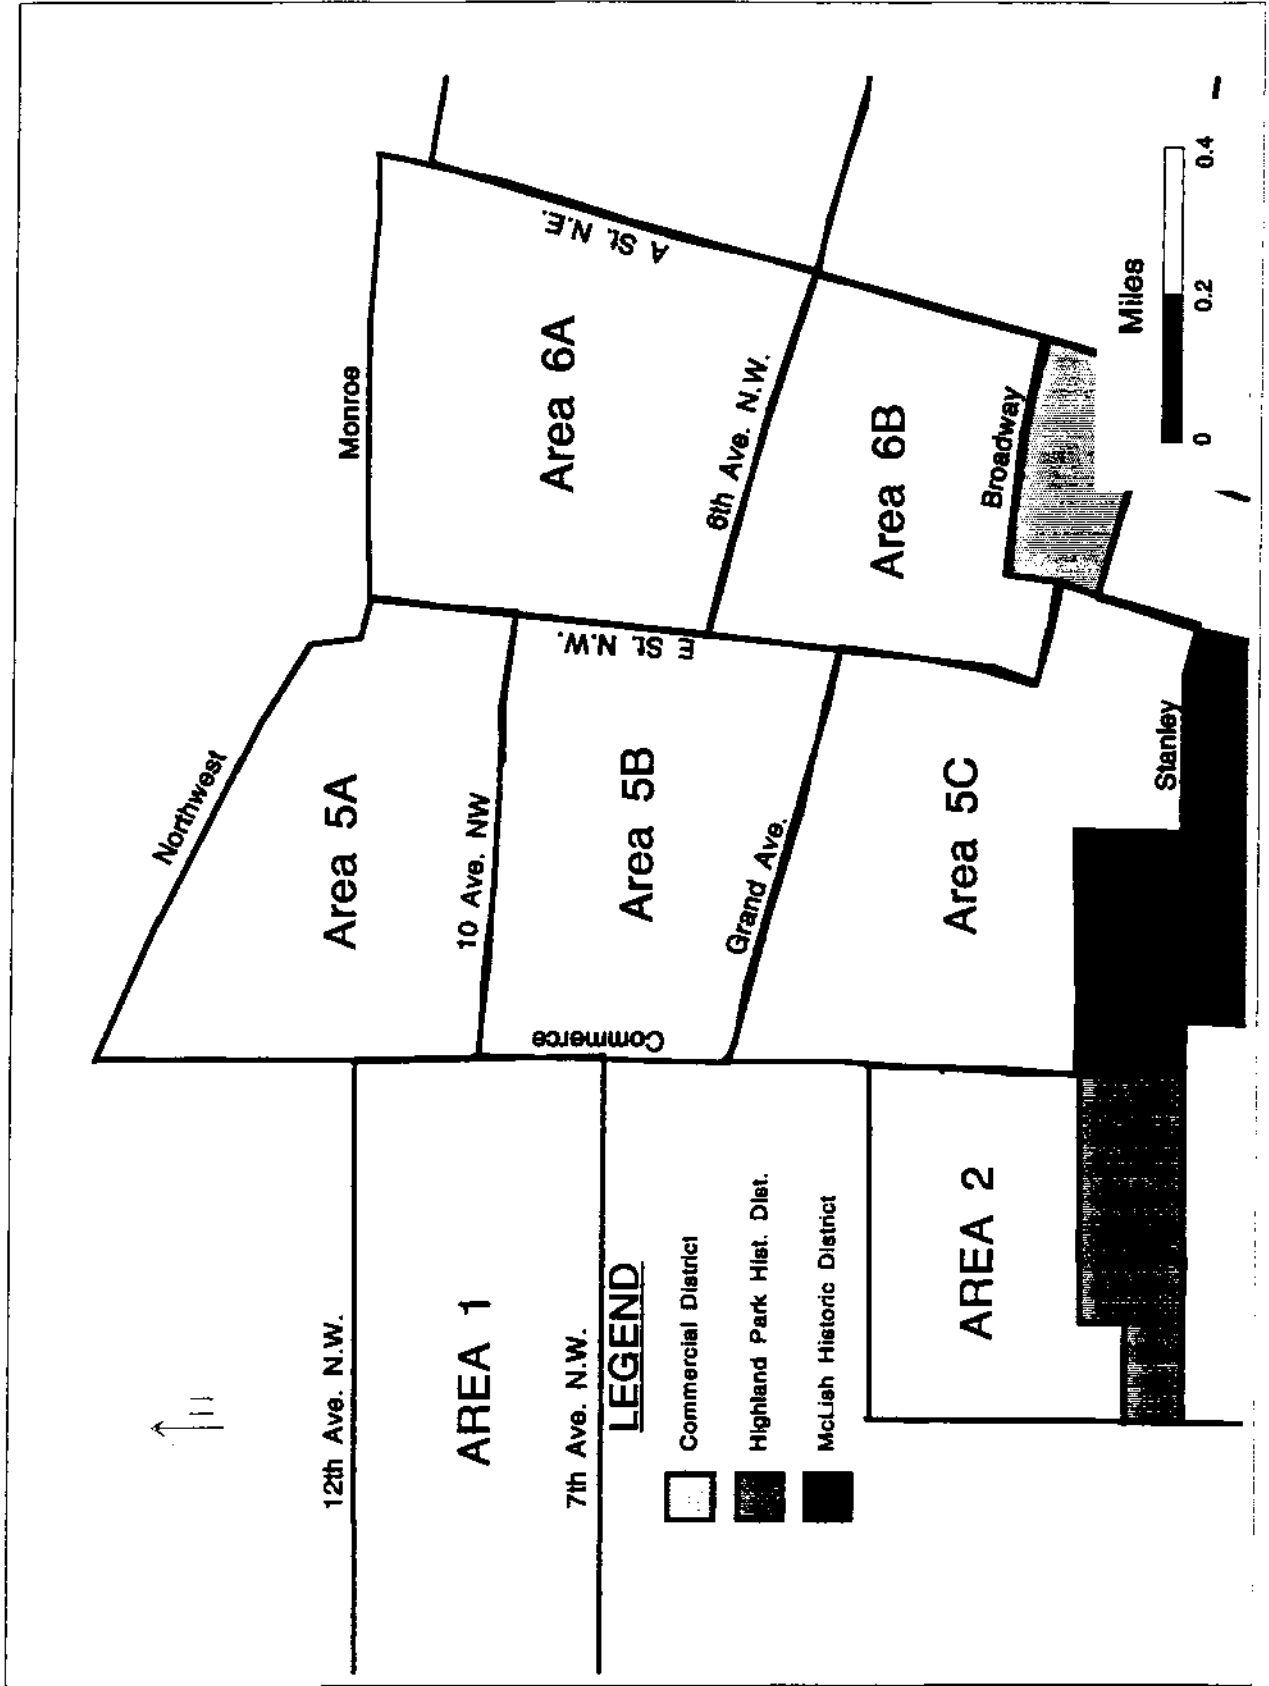 Northwest
Monroe
12th Ave. N.W.
Area 5A
A St. N.E.
AREA 1
10 Ave. NW
Area 6A
Commerce
E St. N.W.
7th Ave. N.W.
Area 5B
6th Ave. N.W.
LEGEND
Commercial District
Highland Park Hist. Dist.
McLish Historic District
Grand Ave.
Area 6B
AREA 2
Area 5C
Broadway
Stanley
Miles
0 0.2 0.4